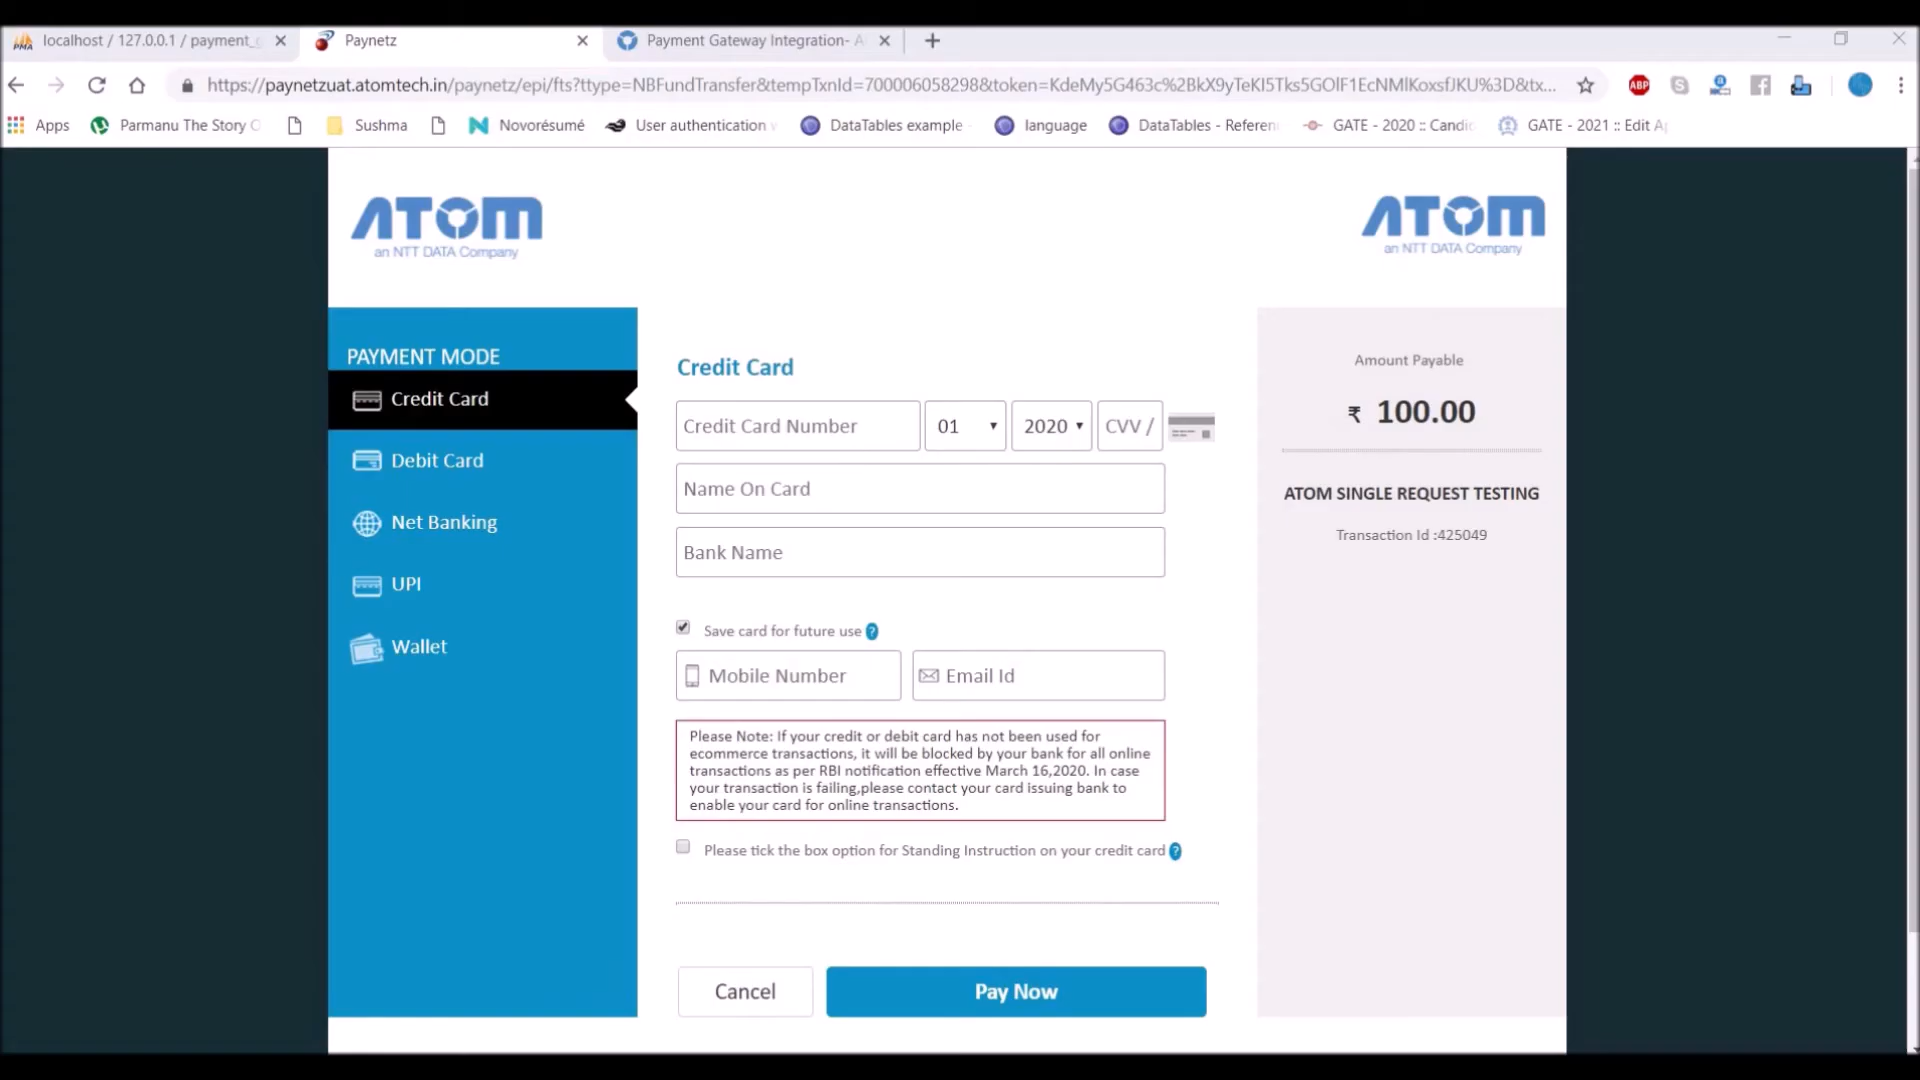 localhost / 127.0.0.1 / payment_g
Paynetz
Payment Gateway Integration- A
https://paynetzuat.atomtech.in/paynetz/epi/fts?ttype=NBFundTransfer&tempTxnId=700006058298&token=KdeMy5G463c%2BkX9yTeKI5Tks5GOlF1EcNMlKoxsfJKU%3D&tx...
ABP
Apps
Parmanu The Story O
Sushma
Novorésumé
User authentication
DataTables example
language
DataTables - Referen
GATE - 2020 :: Candic
GATE - 2021 :: Edit Ap
ATOM
an NTT DATA Company
ATOM
an NTT DATA Company
PAYMENT MODE
Credit Card
Debit Card
Net Banking
UPI
Wallet
Credit Card
Credit Card Number
01
2020
CVV /
Name On Card
Bank Name
Save card for future use ?
Mobile Number
Email Id
Please Note: If your credit or debit card has not been used for
ecommerce transactions, it will be blocked by your bank for all online
transactions as per RBI notification effective March 16,2020. In case
your transaction is failing,please contact your card issuing bank to
enable your card for online transactions.
Please tick the box option for Standing Instruction on your credit card ?
Cancel
Pay Now
Amount Payable
₹ 100.00
ATOM SINGLE REQUEST TESTING
Transaction Id :425049